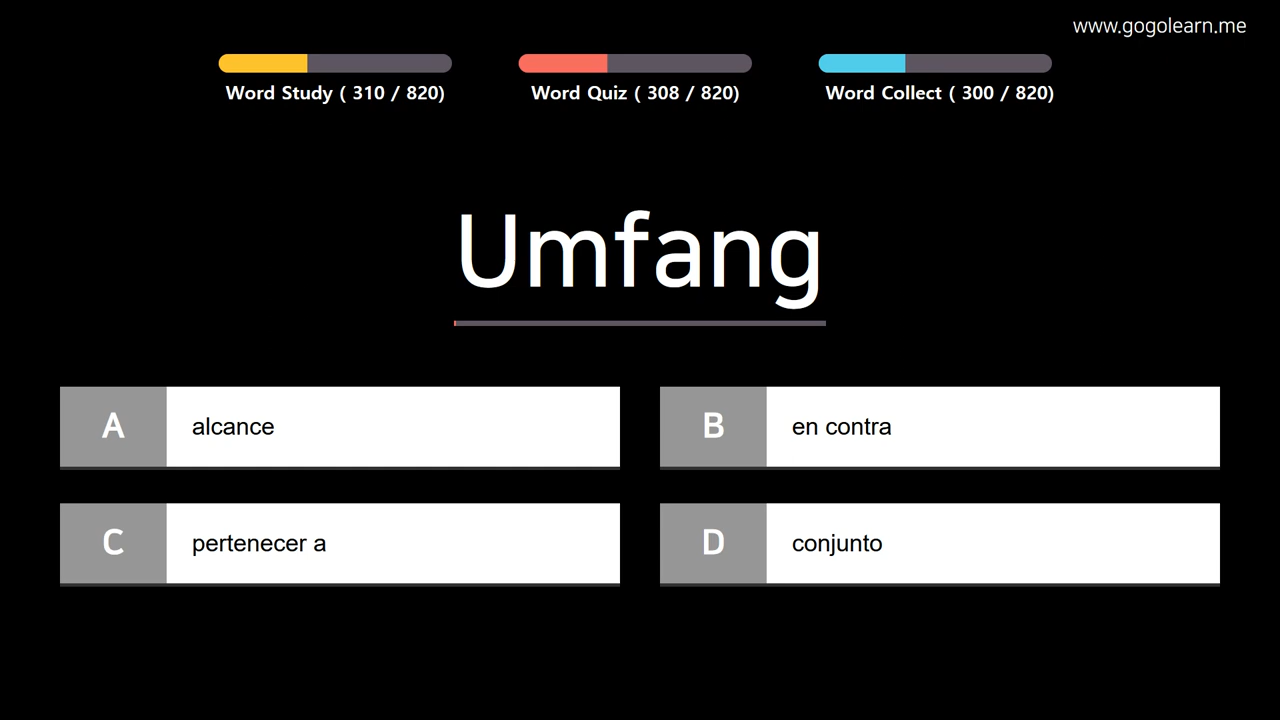 www.gogolearn.me
Word Study ( 310 / 820)
Word Quiz ( 308 / 820)
Word Collect ( 300 / 820)
Umfang
A alcance
B en contra
C pertenecer a
D conjunto